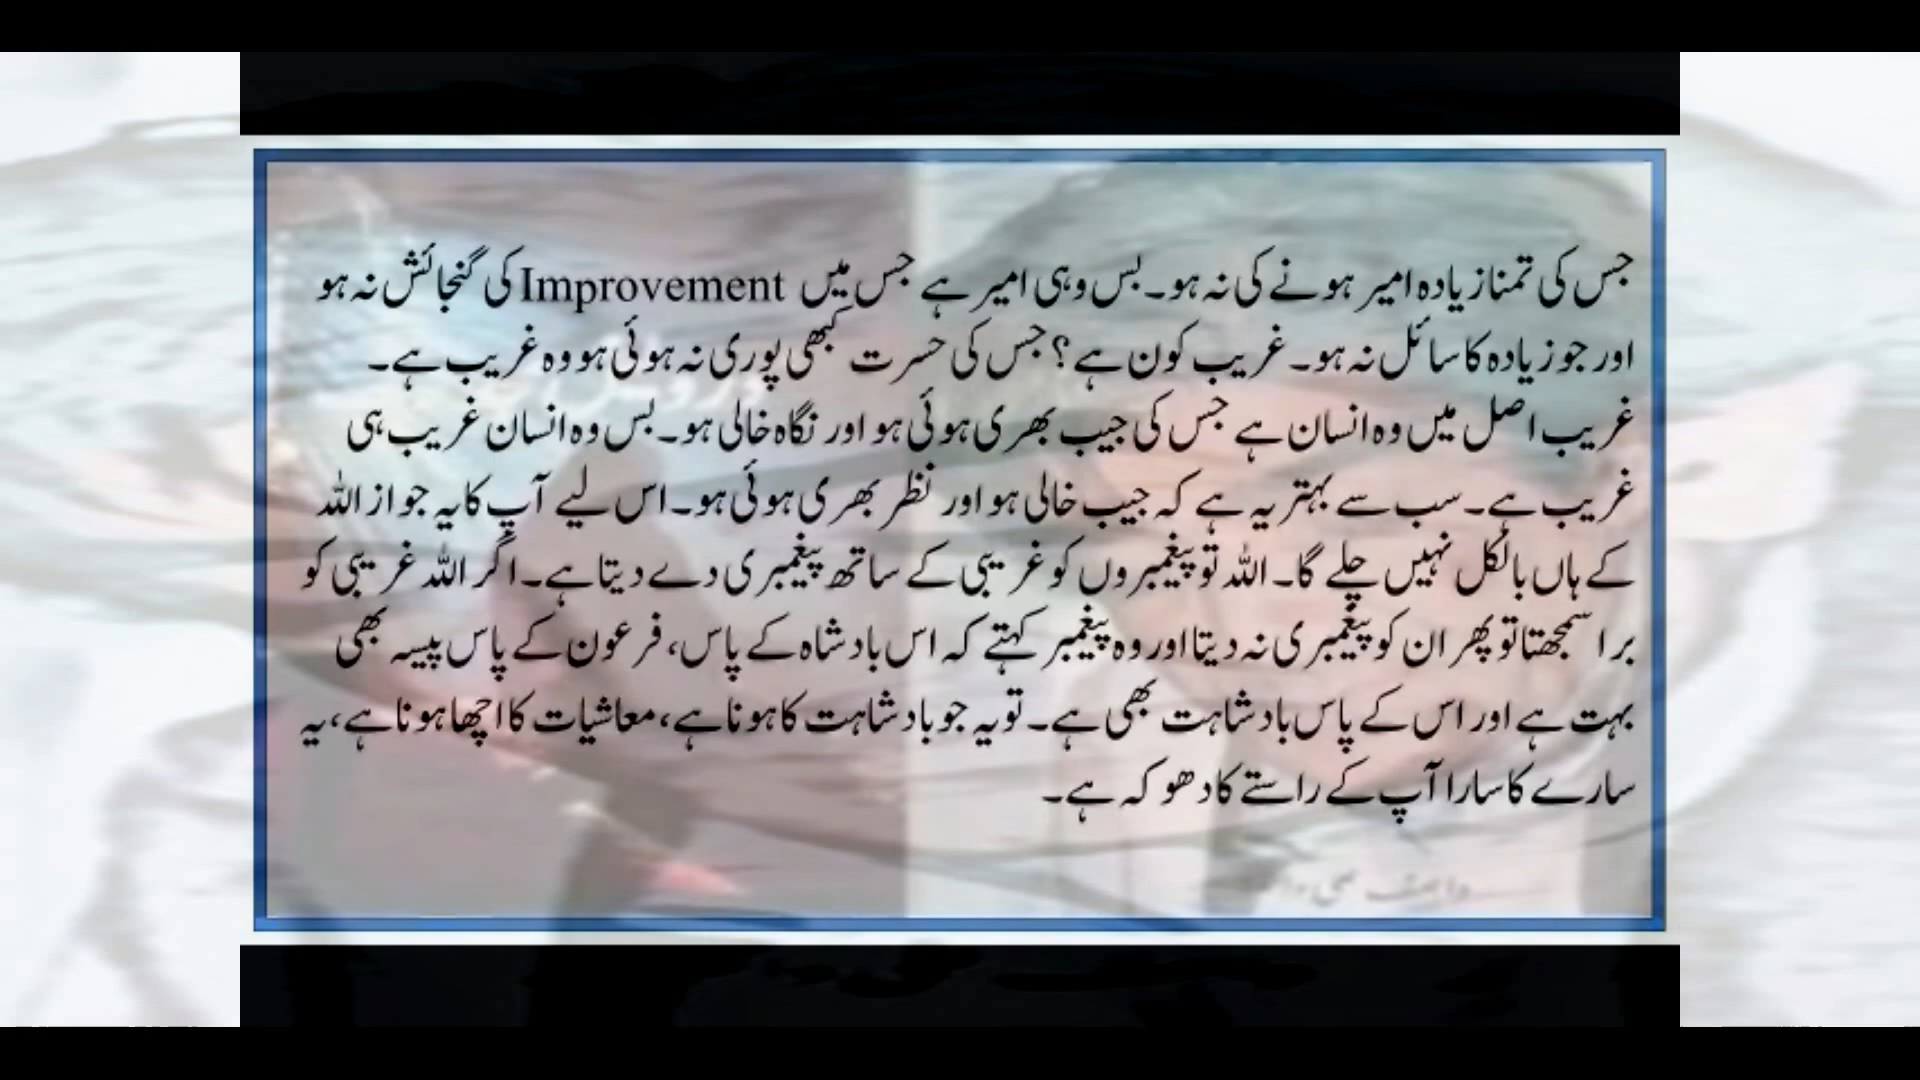 جس کی تمنا زیادہ امیر ہونے کی نہ ہو۔ بس وہی امیر ہے جس میں Improvement کی گنجائش نہ ہو
اور جو زیادہ کا سائل نہ ہو۔ غریب کون ہے؟ جس کی حسرت کبھی پوری نہ ہوئی ہو وہ غریب ہے۔
غریب اصل میں وہ انسان ہے جس کی جیب بھری ہوئی ہو اور نگاہ خالی ہو۔ بس وہ انسان غریب ہی
غریب ہے۔ سب سے بہتر یہ ہے کہ جیب خالی ہو اور نظر بھری ہوئی ہو۔ اس لیے آپ کا یہ جواز اللہ
کے ہاں بالکل نہیں چلے گا۔ اللہ تو پیغمبروں کو غریبی کے ساتھ پیغمبری دے دیتا ہے۔ اگر اللہ غریبی کو
برا سمجھتا تو پھر ان کو پیغمبری نہ دیتا اور وہ پیغمبر کہتے کہ اس بادشاہ کے پاس، فرعون کے پاس پیسہ بھی
بہت ہے اور اس کے پاس بادشاہت بھی ہے۔ تو یہ جو بادشاہت کا ہونا ہے، معاشیات کا اچھا ہونا ہے، یہ
سارے کا سارا آپ کے راستے کا دھوکہ ہے۔